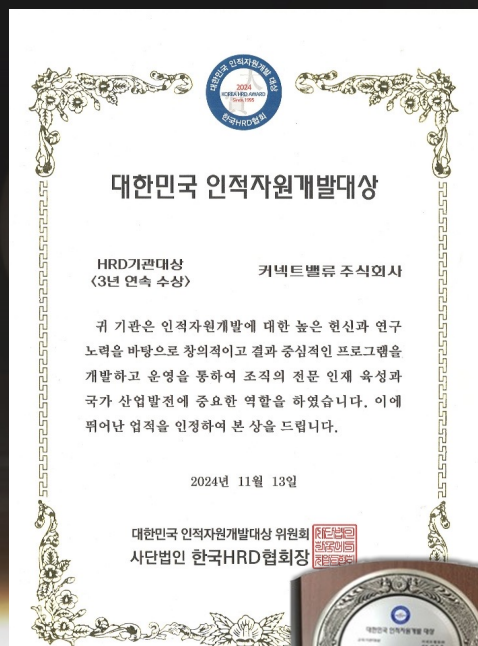 대한민국 인적자원개발 대상
2024
KOREA HRD AWARD
Since 1995
한국HRD협회
대한민국 인적자원개발대상
HRD기관대상
<3년 연속 수상>
커넥트밸류 주식회사
귀 기관은 인적자원개발에 대한 높은 헌신과 연구
노력을 바탕으로 창의적이고 결과 중심적인 프로그램을
개발하고 운영을 통하여 조직의 전문 인재 육성과
국가 산업발전에 중요한 역할을 하였습니다. 이에
뛰어난 업적을 인정하여 본 상을 드립니다.
2024년 11월 13일
대한민국 인적자원개발대상 위원회
사단법인 한국HRD협회장
대한민국 인적자원개발 대상